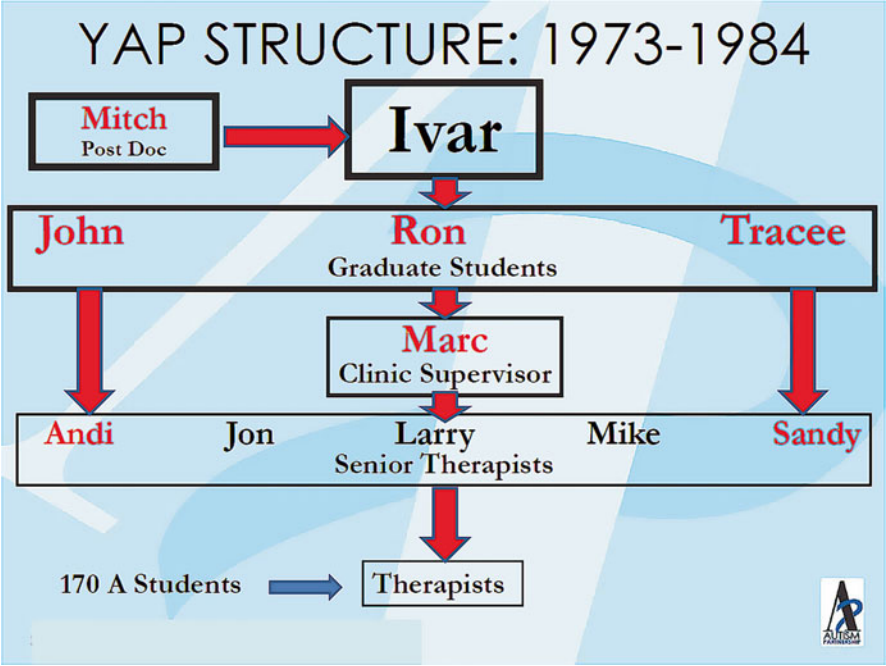 YAP STRUCTURE: 1973-1984
Mitch
Post Doc
Ivar
John Ron Tracee
Graduate Students
Marc
Clinic Supervisor
Andi Jon Larry Mike Sandy
Senior Therapists
170 A Students
Therapists
AUTISM
PARTNERSHIP